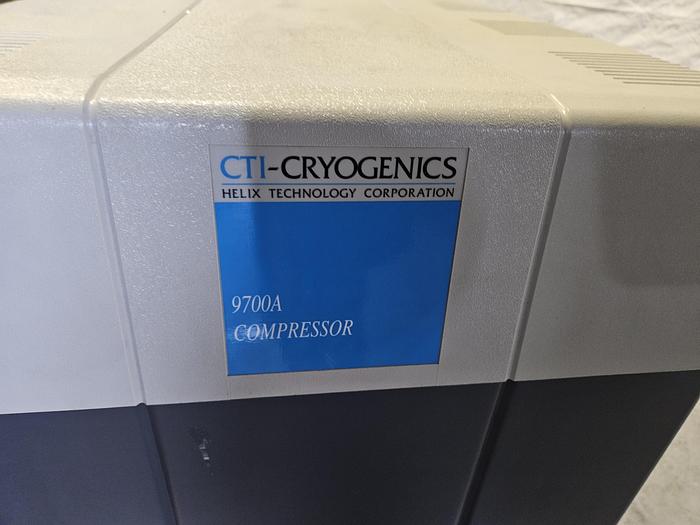 CTI-CRYOGENICS
HELIX TECHNOLOGY CORPORATION
9700A
COMPRESSOR